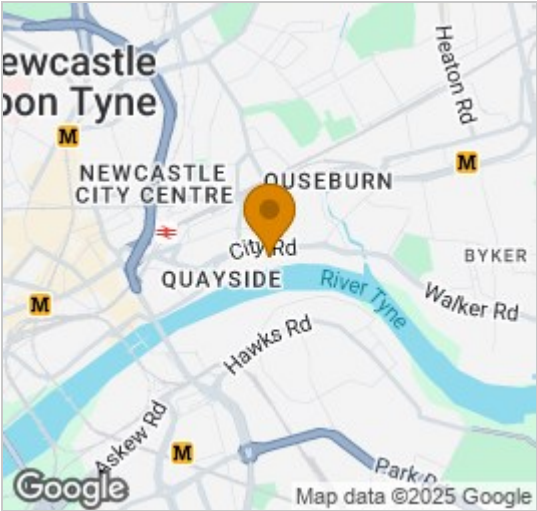 ewcastle
pon Tyne
Heaton Rd
M
M
NEWCASTLE
CITY CENTRE
OUSEBURN
City Rd
BYKER
QUAYSIDE
River Tyne
Walker Rd
M
Hawks Rd
Askew Rd
M
Park R
Google
Map data ©2025 Google